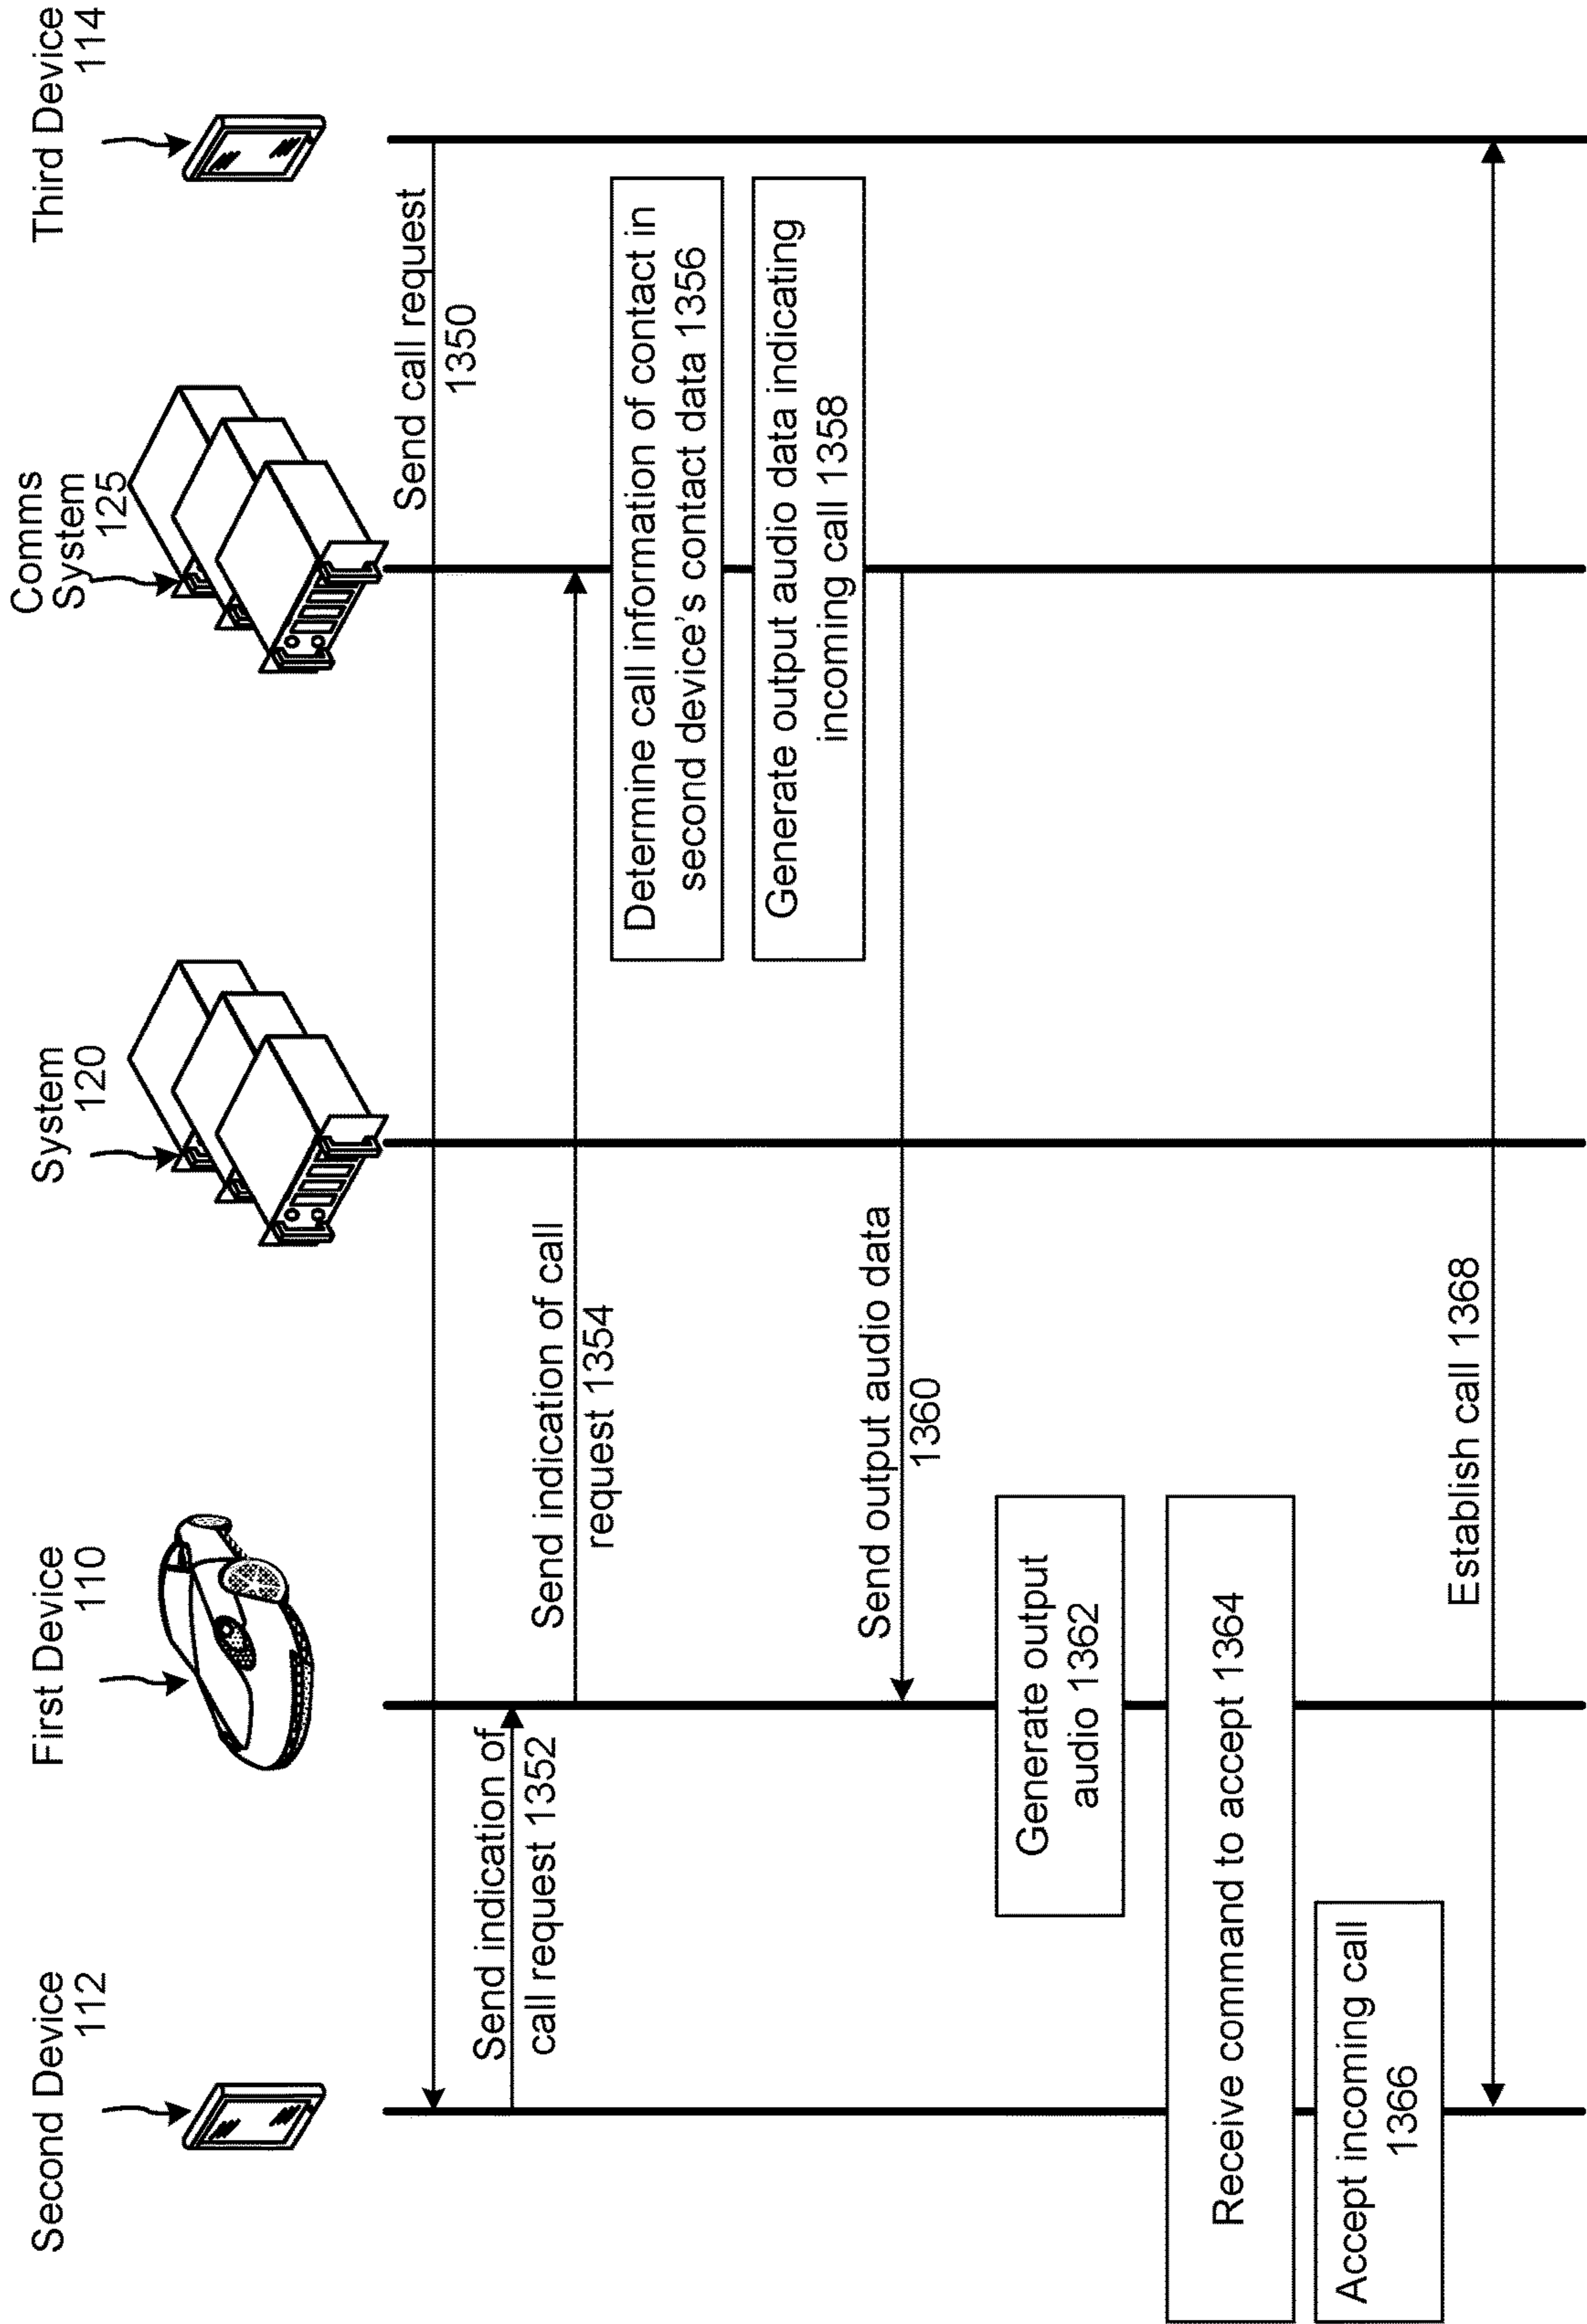 Second Device
112
First Device
110
System
120
Comms
System
125
Third Device
114
Send call request
1350
Send indication of
call request 1352
Send indication of call
request 1354
Determine call information of contact in
second device's contact data 1356
Generate output audio data indicating
incoming call 1358
Send output audio data
1360
Generate output
audio 1362
Receive command to accept 1364
Accept incoming call
1366
Establish call 1368